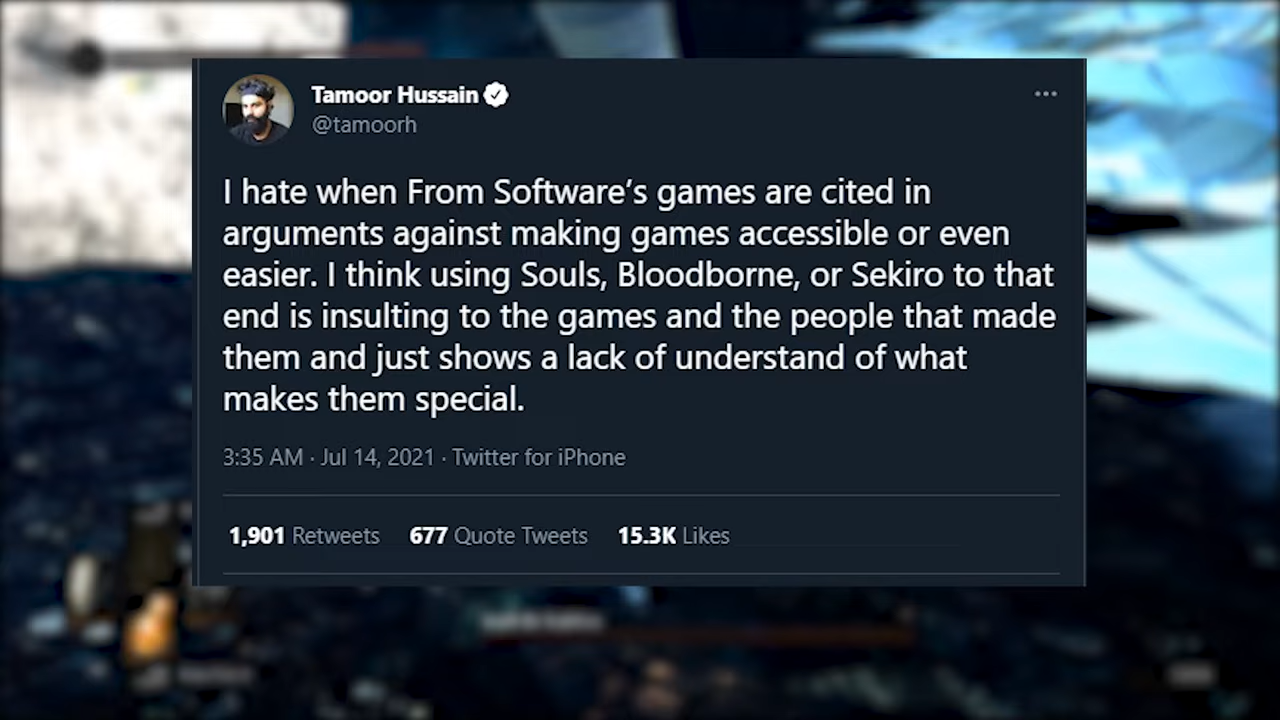 Tamoor Hussain
@tamoorh
I hate when From Software’s games are cited in
arguments against making games accessible or even
easier. I think using Souls, Bloodborne, or Sekiro to that
end is insulting to the games and the people that made
them and just shows a lack of understand of what
makes them special.
3:35 AM · Jul 14, 2021 · Twitter for iPhone
1,901 Retweets 677 Quote Tweets 15.3K Likes